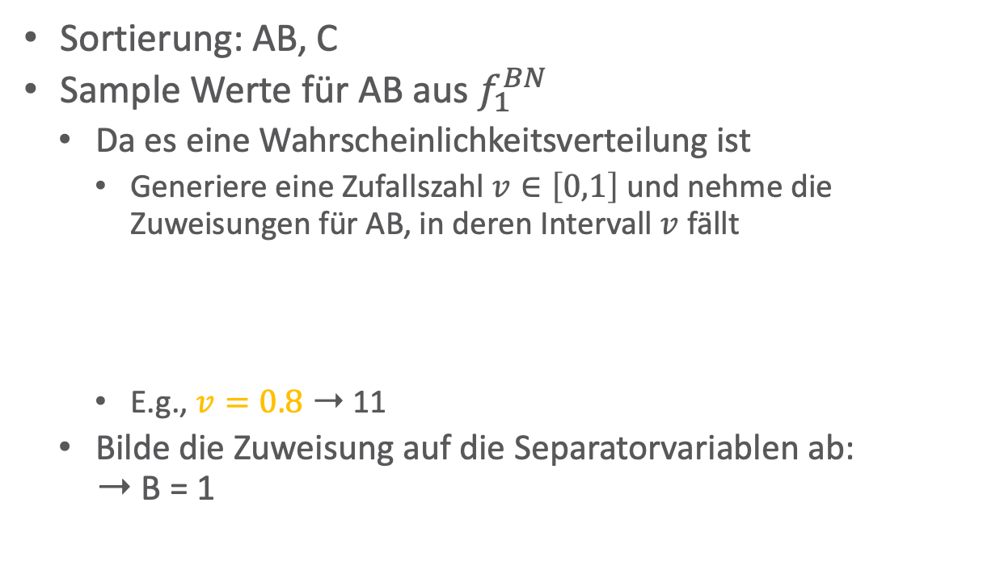 • Sortierung: AB, C
• Sample Werte für AB aus f₁ᴮᴺ
• Da es eine Wahrscheinlichkeitsverteilung ist
• Generiere eine Zufallszahl v ∈ [0,1] und nehme die
Zuweisungen für AB, in deren Intervall v fällt
• E.g., v = 0.8 → 11
• Bilde die Zuweisung auf die Separatorvariablen ab:
→ B = 1